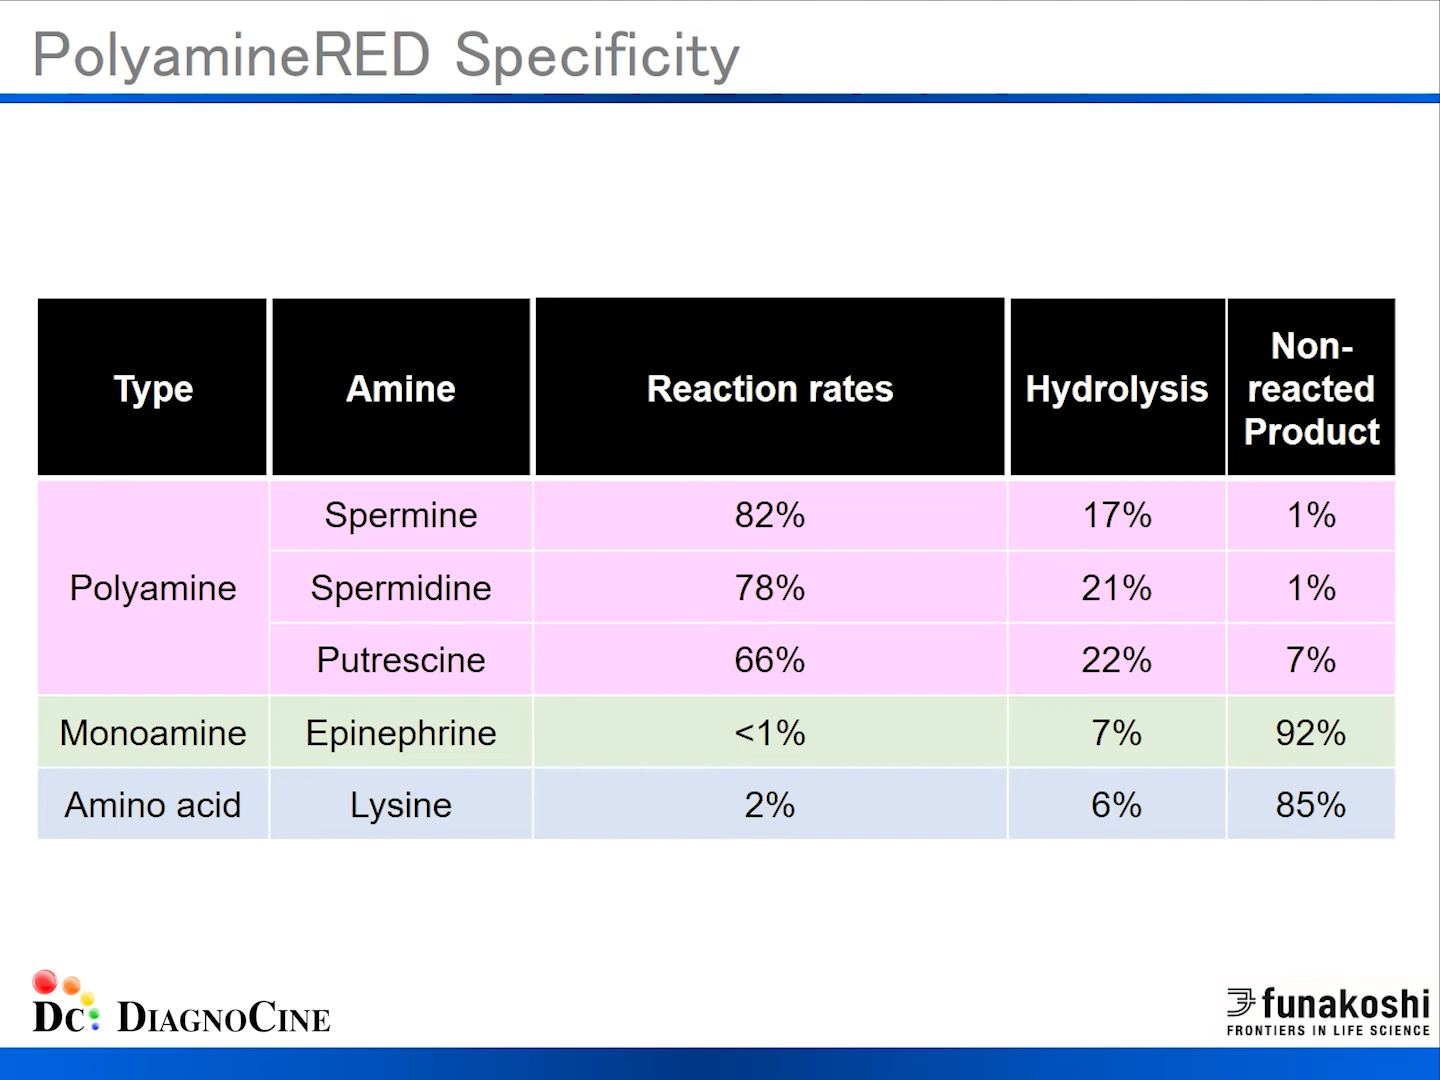 PolyamineRED Specificity
Type Amine Reaction rates Hydrolysis Non-
reacted
Product
Polyamine Spermine 82% 17% 1%
Spermidine 78% 21% 1%
Putrescine 66% 22% 7%
Monoamine Epinephrine <1% 7% 92%
Amino acid Lysine 2% 6% 85%
DC: DIAGNOCINE
funakoshi
FRONTIERS IN LIFE SCIENCE